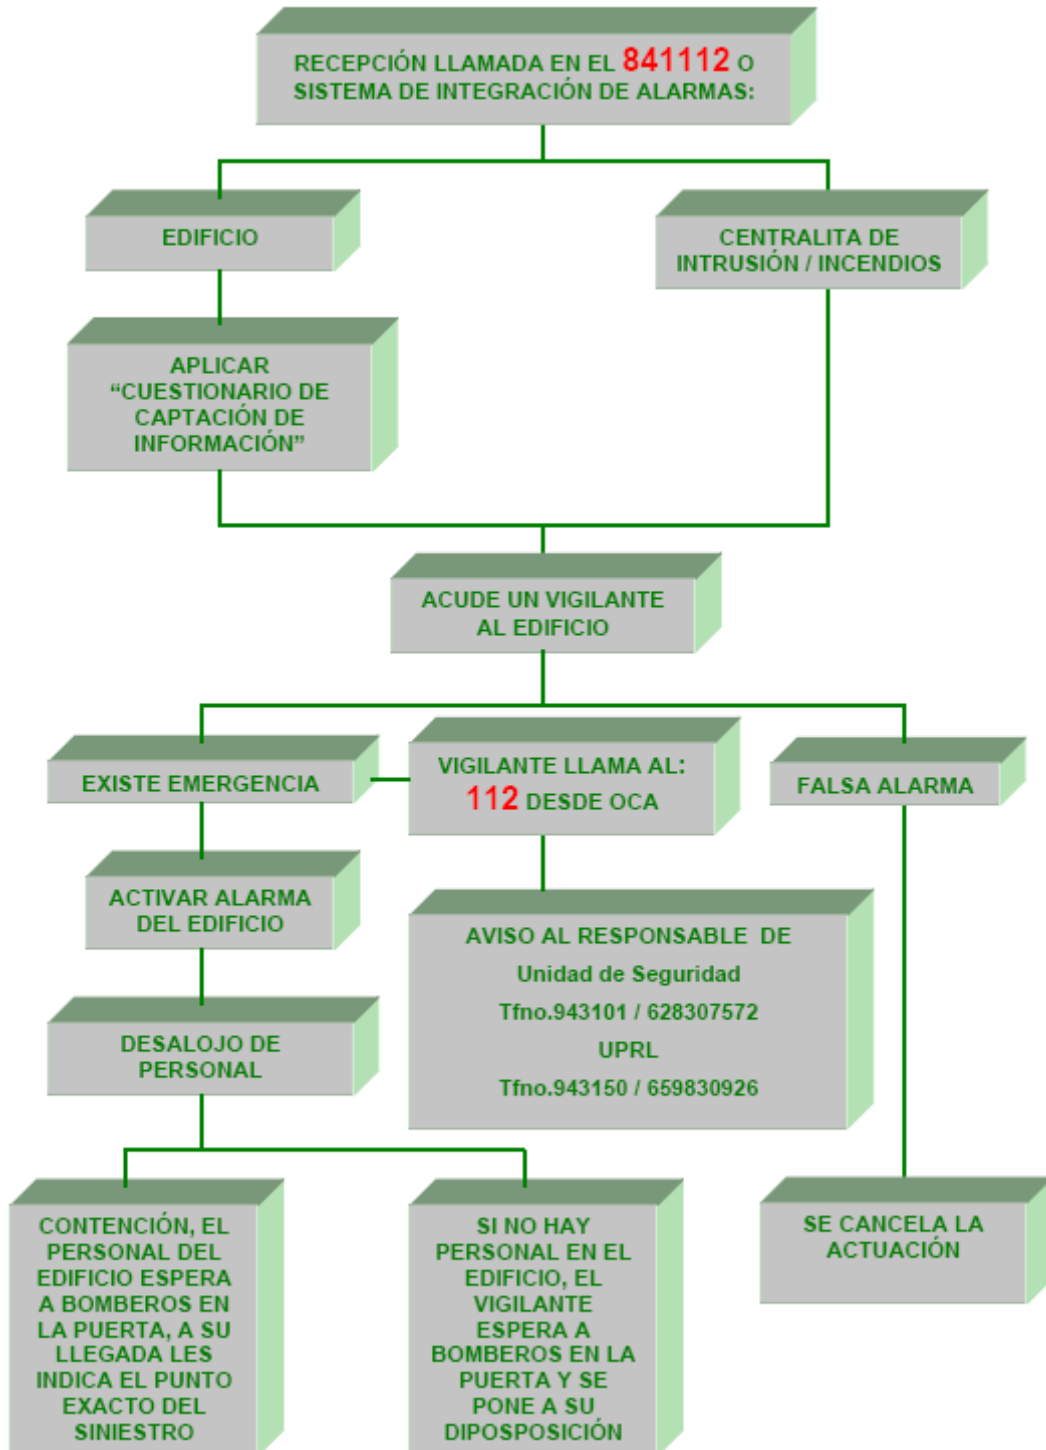 RECEPCIÓN LLAMADA EN EL 841112 O
SISTEMA DE INTEGRACIÓN DE ALARMAS:
EDIFICIO
CENTRALITA DE
INTRUSIÓN / INCENDIOS
APLICAR
“CUESTIONARIO DE
CAPTACIÓN DE
INFORMACIÓN”
ACUDE UN VIGILANTE
AL EDIFICIO
EXISTE EMERGENCIA
VIGILANTE LLAMA AL:
112 DESDE OCA
FALSA ALARMA
ACTIVAR ALARMA
DEL EDIFICIO
AVISO AL RESPONSABLE DE
Unidad de Seguridad
Tfno.943101 / 628307572
UPRL
Tfno.943150 / 659830926
DESALOJO DE
PERSONAL
CONTENCIÓN, EL
PERSONAL DEL
EDIFICIO ESPERA
A BOMBEROS EN
LA PUERTA, A SU
LLEGADA LES
INDICA EL PUNTO
EXACTO DEL
SINIESTRO
SI NO HAY
PERSONAL EN EL
EDIFICIO, EL
VIGILANTE
ESPERA A
BOMBEROS EN LA
PUERTA Y SE
PONE A SU
DIPOSPOSICIÓN
SE CANCELA LA
ACTUACIÓN